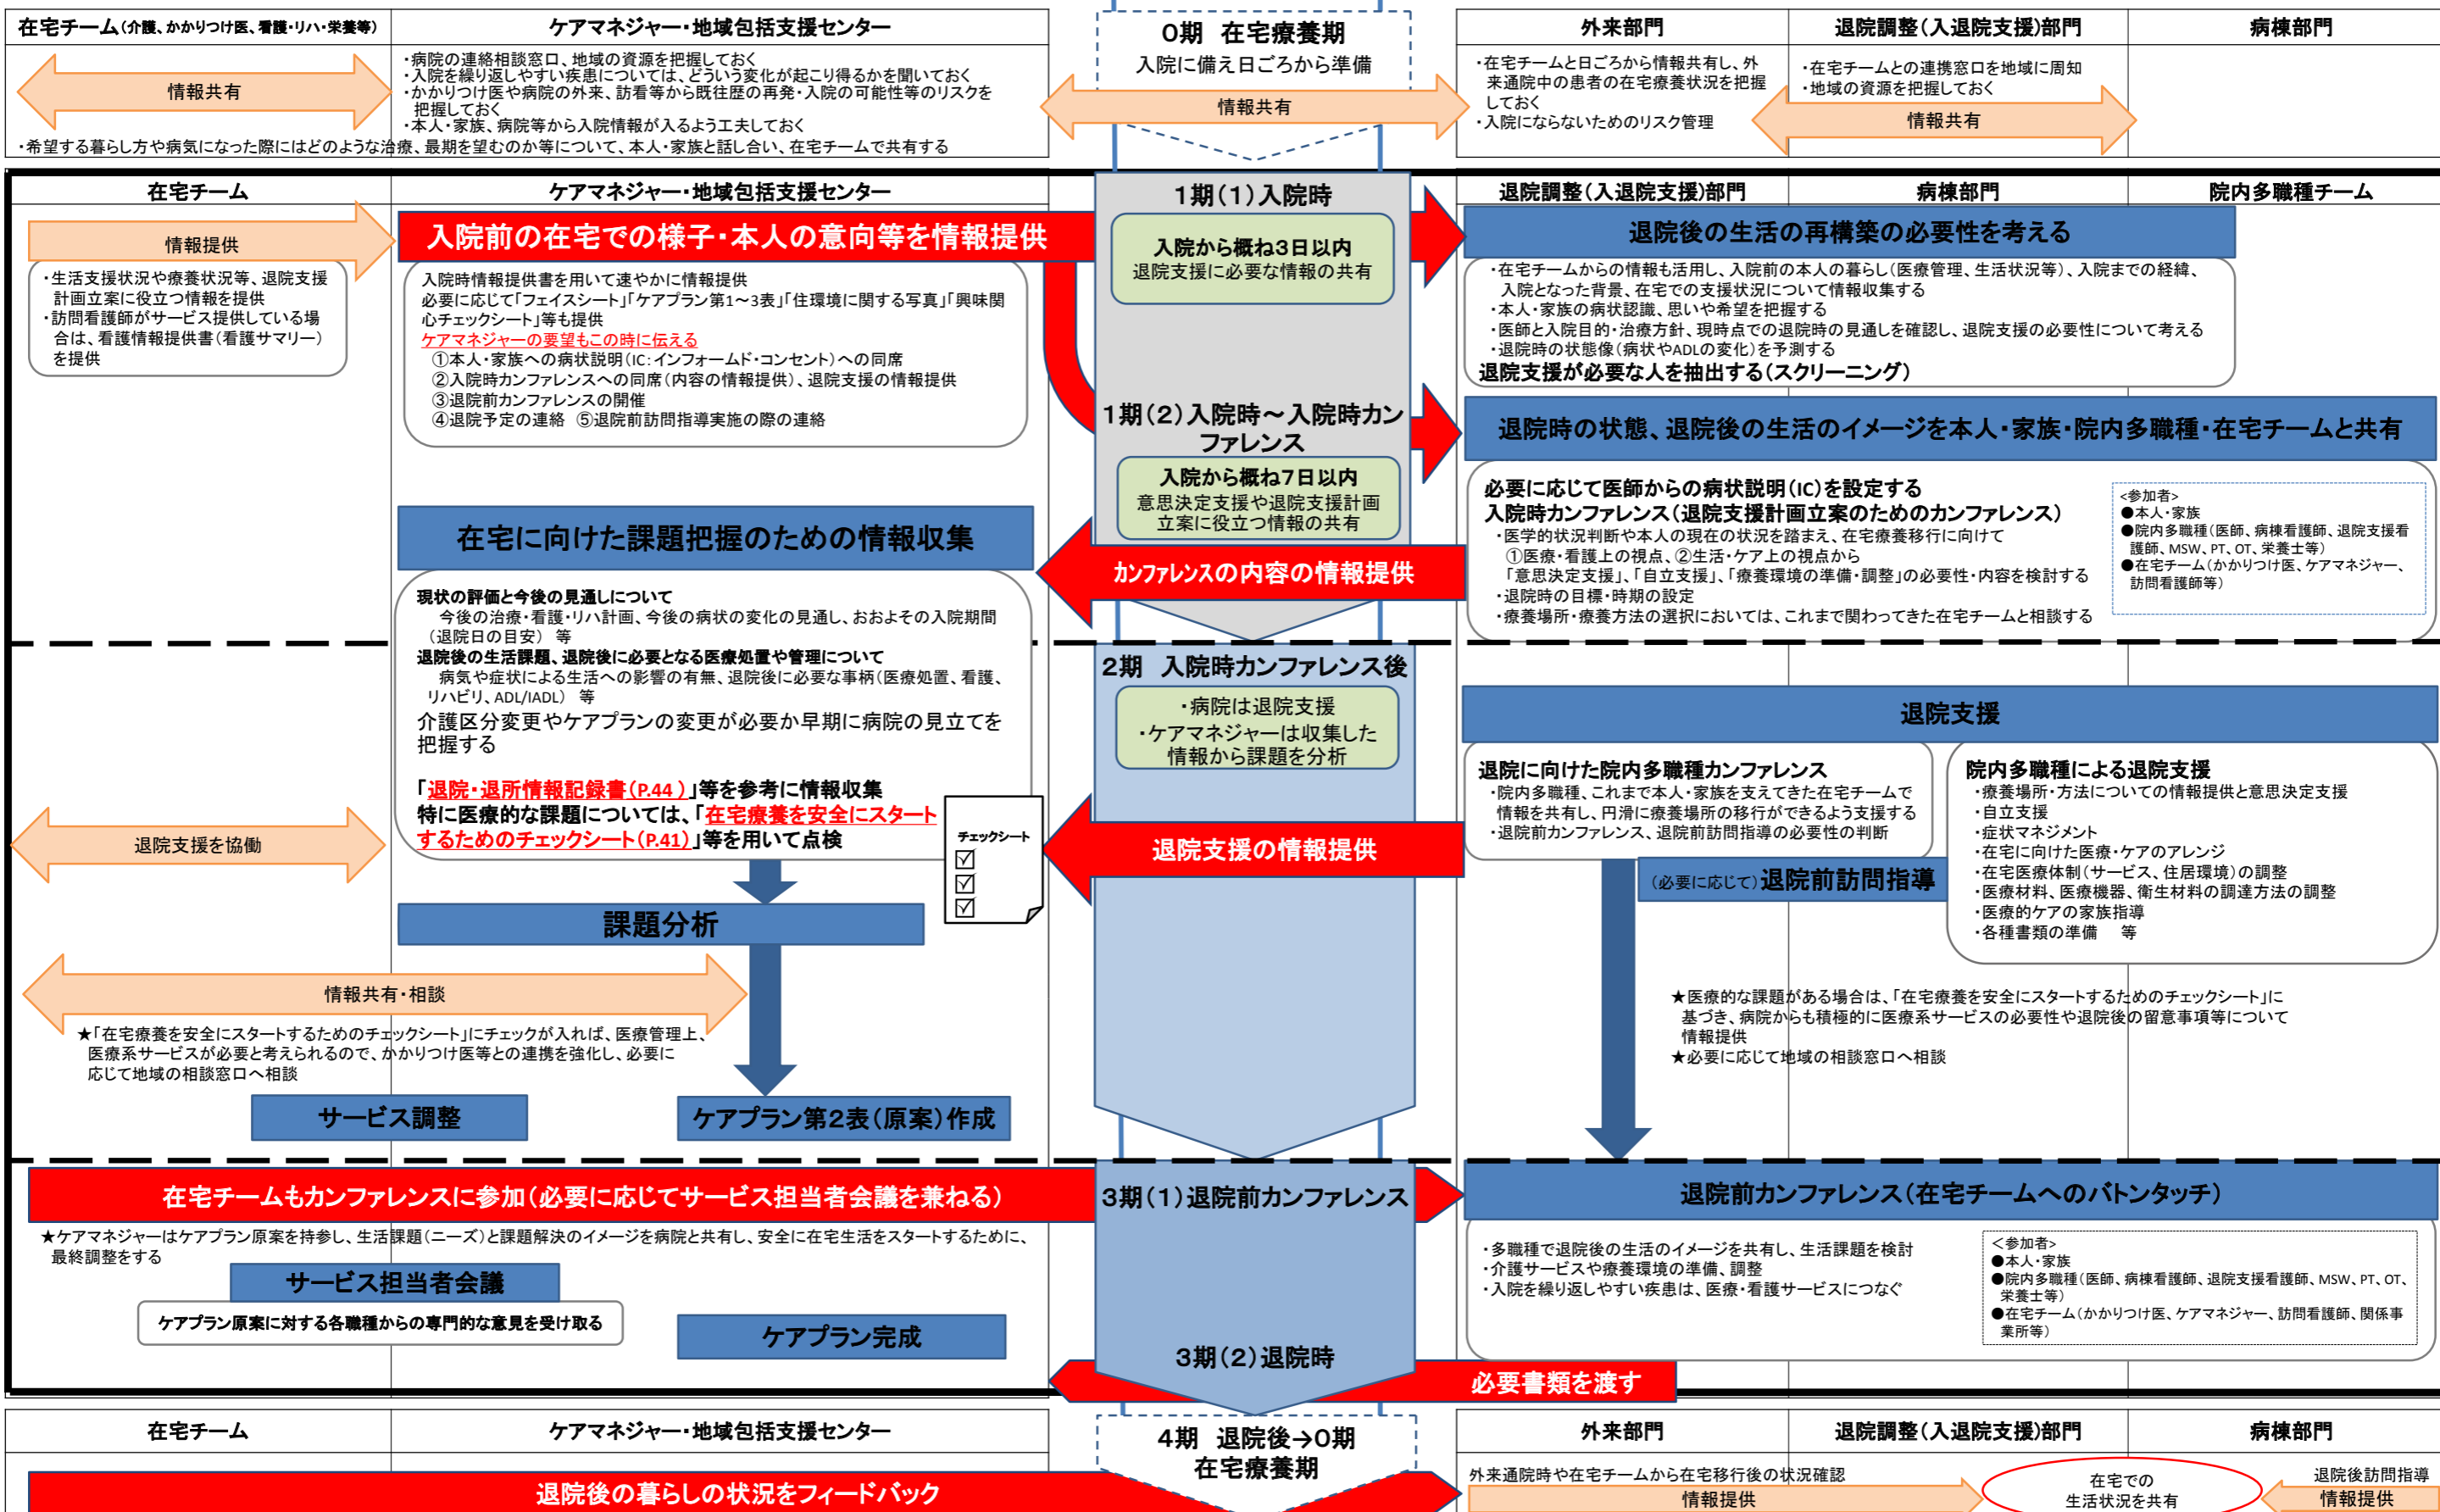 在宅チーム(介護、かかりつけ医、看護・リハ・栄養等)
ケアマネジャー・地域包括支援センター
0期　在宅療養期
入院に備え日ごろから準備
外来部門
退院調整(入退院支援)部門
病棟部門
情報共有
・病院の連絡相談窓口、地域の資源を把握しておく
・入院を繰り返しやすい疾患については、どういう変化が起こり得るかを聞いておく
・かかりつけ医や病院の外来、訪看等から既往歴の再発・入院の可能性等のリスクを
把握しておく
・本人・家族、病院等から入院情報が入るよう工夫しておく
・希望する暮らし方や病気になった際にはどのような治療、最期を望むのか等について、本人・家族と話し合い、在宅チームで共有する
情報共有
・在宅チームと日ごろから情報共有し、外
来通院中の患者の在宅療養状況を把握
しておく
・入院にならないためのリスク管理
・在宅チームとの連携窓口を地域に周知
・地域の資源を把握しておく
情報共有
在宅チーム
ケアマネジャー・地域包括支援センター
1期(1)入院時
退院調整(入退院支援)部門
病棟部門
院内多職種チーム
情報提供
・生活支援状況や療養状況等、退院支援
計画立案に役立つ情報を提供
・訪問看護師がサービス提供している場
合は、看護情報提供書(看護サマリー)
を提供
入院前の在宅での様子・本人の意向等を情報提供
入院時情報提供書を用いて速やかに情報提供
必要に応じて「フェイスシート」「ケアプラン第1～3表」「住環境に関する写真」「興味関
心チェックシート」等も提供
ケアマネジャーの要望もこの時に伝える
①本人・家族への病状説明(IC:インフォームド・コンセント)への同席
②入院時カンファレンスへの同席(内容の情報提供)、退院支援の情報提供
③退院前カンファレンスの開催
④退院予定の連絡　⑤退院前訪問指導実施の際の連絡
入院から概ね3日以内
退院支援に必要な情報の共有
退院後の生活の再構築の必要性を考える
・在宅チームからの情報も活用し、入院前の本人の暮らし(医療管理、生活状況等)、入院までの経緯、
入院となった背景、在宅での支援状況について情報収集する
・本人・家族の病状認識、思いや希望を把握する
・医師と入院目的・治療方針、現時点での退院時の見通しを確認し、退院支援の必要性について考える
・退院時の状態像(病状やADLの変化)を予測する
退院支援が必要な人を抽出する(スクリーニング)
1期(2)入院時～入院時カン
ファレンス
入院から概ね7日以内
意思決定支援や退院支援計画
立案に役立つ情報の共有
退院時の状態、退院後の生活のイメージを本人・家族・院内多職種・在宅チームと共有
必要に応じて医師からの病状説明(IC)を設定する
入院時カンファレンス(退院支援計画立案のためのカンファレンス)
・医学的状況判断や本人の現在の状況を踏まえ、在宅療養移行に向けて
①医療・看護上の視点、②生活・ケア上の視点から
「意思決定支援」、「自立支援」、「療養環境の準備・調整」の必要性・内容を検討する
・退院時の目標・時期の設定
・療養場所・療養方法の選択においては、これまで関わってきた在宅チームと相談する
<参加者>
●本人・家族
●院内多職種(医師、病棟看護師、退院支援看
護師、MSW、PT、OT、栄養士等)
●在宅チーム(かかりつけ医、ケアマネジャー、
訪問看護師等)
カンファレンスの内容の情報提供
在宅に向けた課題把握のための情報収集
現状の評価と今後の見通しについて
今後の治療・看護・リハ計画、今後の病状の変化の見通し、おおよその入院期間
(退院日の目安)　等
退院後の生活課題、退院後に必要となる医療処置や管理について
病気や症状による生活への影響の有無、退院後に必要な事柄(医療処置、看護、
リハビリ、ADL/IADL)　等
介護区分変更やケアプランの変更が必要か早期に病院の見立てを
把握する
「退院・退所情報記録書(P.44 )」等を参考に情報収集
特に医療的な課題については、「在宅療養を安全にスタート
するためのチェックシート(P.41)」等を用いて点検
チェックシート
2期　入院時カンファレンス後
・病院は退院支援
・ケアマネジャーは収集した
情報から課題を分析
退院支援
退院に向けた院内多職種カンファレンス
・院内多職種、これまで本人・家族を支えてきた在宅チームで
情報を共有し、円滑に療養場所の移行ができるよう支援する
・退院前カンファレンス、退院前訪問指導の必要性の判断
院内多職種による退院支援
・療養場所・方法についての情報提供と意思決定支援
・自立支援
・症状マネジメント
・在宅に向けた医療・ケアのアレンジ
・在宅医療体制(サービス、住居環境)の調整
・医療材料、医療機器、衛生材料の調達方法の調整
・医療的ケアの家族指導
・各種書類の準備　等
退院支援を協働
退院支援の情報提供
(必要に応じて)退院前訪問指導
課題分析
情報共有・相談
★「在宅療養を安全にスタートするためのチェックシート」にチェックが入れば、医療管理上、
医療系サービスが必要と考えられるので、かかりつけ医等との連携を強化し、必要に
応じて地域の相談窓口へ相談
★医療的な課題がある場合は、「在宅療養を安全にスタートするためのチェックシート」に
基づき、病院からも積極的に医療系サービスの必要性や退院後の留意事項等について
情報提供
★必要に応じて地域の相談窓口へ相談
サービス調整
ケアプラン第2表(原案)作成
在宅チームもカンファレンスに参加(必要に応じてサービス担当者会議を兼ねる)
3期(1)退院前カンファレンス
退院前カンファレンス(在宅チームへのバトンタッチ)
★ケアマネジャーはケアプラン原案を持参し、生活課題(ニーズ)と課題解決のイメージを病院と共有し、安全に在宅生活をスタートするために、
最終調整をする
サービス担当者会議
ケアプラン原案に対する各職種からの専門的な意見を受け取る
ケアプラン完成
・多職種で退院後の生活のイメージを共有し、生活課題を検討
・介護サービスや療養環境の準備、調整
・入院を繰り返しやすい疾患は、医療・看護サービスにつなぐ
<参加者>
●本人・家族
●院内多職種(医師、病棟看護師、退院支援看護師、MSW、PT、OT、
栄養士等)
●在宅チーム(かかりつけ医、ケアマネジャー、訪問看護師、関係事
業所等)
3期(2)退院時
必要書類を渡す
在宅チーム
ケアマネジャー・地域包括支援センター
4期　退院後→0期
在宅療養期
外来部門
退院調整(入退院支援)部門
病棟部門
退院後の暮らしの状況をフィードバック
外来通院時や在宅チームから在宅移行後の状況確認
情報提供
在宅での
生活状況を共有
退院後訪問指導
情報提供